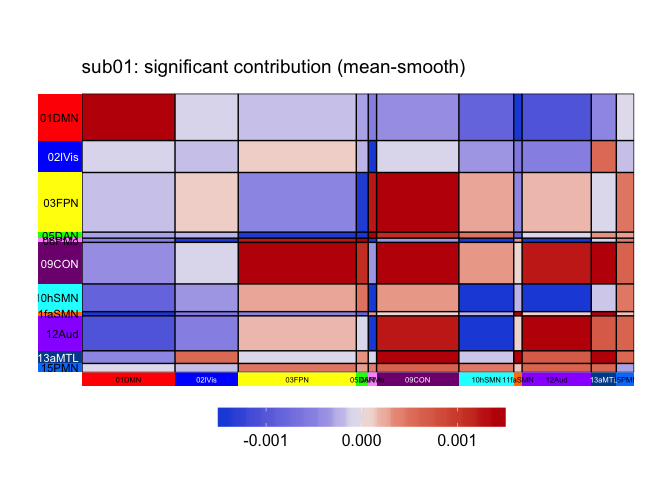 sub01: significant contribution (mean-smooth)
01DMN
02lVis
03FPN
05DAN
09CON
10hSMN
11faSMN
12Aud
13aMTL
15PMN
01DMN
02lVis
03FPN
09CON
10hSMN
11faSMN
12Aud
13aMTL
15PMN
-0.001 0.000 0.001